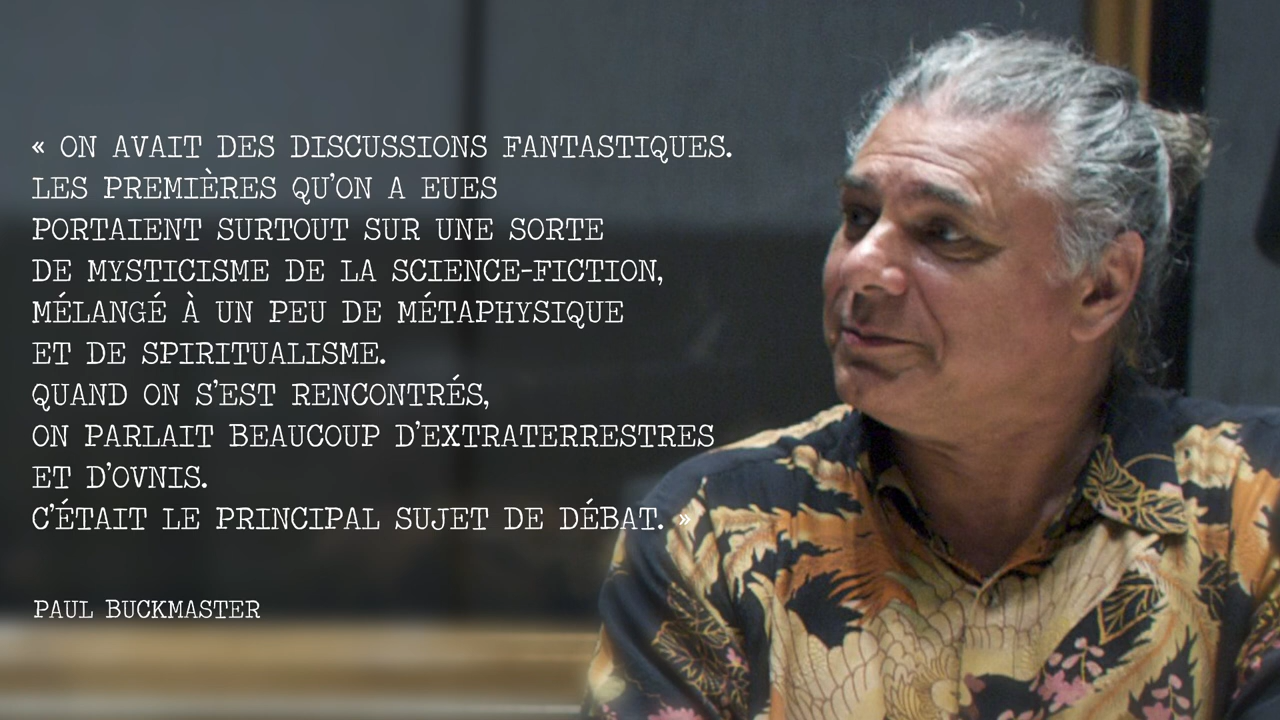 « ON AVAIT DES DISCUSSIONS FANTASTIQUES.
LES PREMIÈRES QU'ON A EUES
PORTAIENT SURTOUT SUR UNE SORTE
DE MYSTICISME DE LA SCIENCE-FICTION,
MÉLANGÉ À UN PEU DE MÉTAPHYSIQUE
ET DE SPIRITUALISME.
QUAND ON S'EST RENCONTRÉS,
ON PARLAIT BEAUCOUP D'EXTRATERRESTRES
ET D'OVNIS.
C'ÉTAIT LE PRINCIPAL SUJET DE DÉBAT. »
PAUL BUCKMASTER